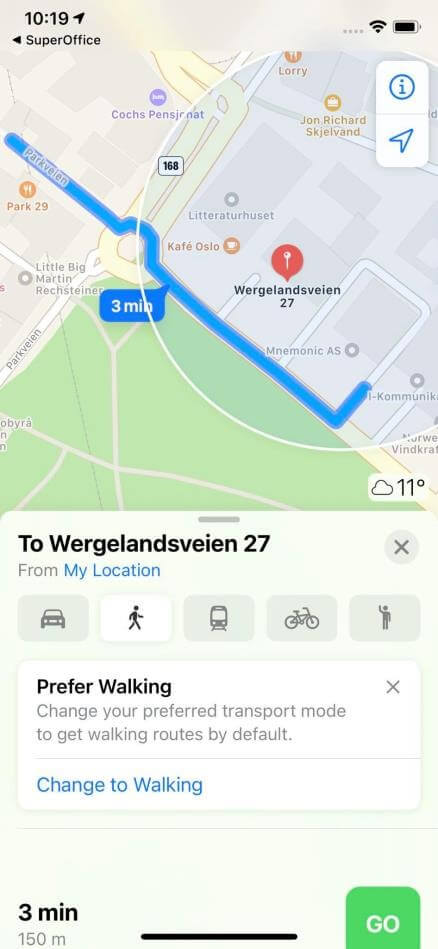 10:19
SuperOffice
Lorry
Cochs Pensjonat
Jon Richard
Skjelvand
168
Parkveien
Park 29
Litteraturhuset
Kafé Oslo
Little Big
Martin
Rechsteiner
Wergelandsveien
27
3 min
Parkveien
Mnemonic AS
I-Kommunika
Norwe
Vindkraf
obyrå
n
n
s
11°
To Wergelandsveien 27
From My Location
Prefer Walking
Change your preferred transport mode
to get walking routes by default.
Change to Walking
3 min
150 m
GO